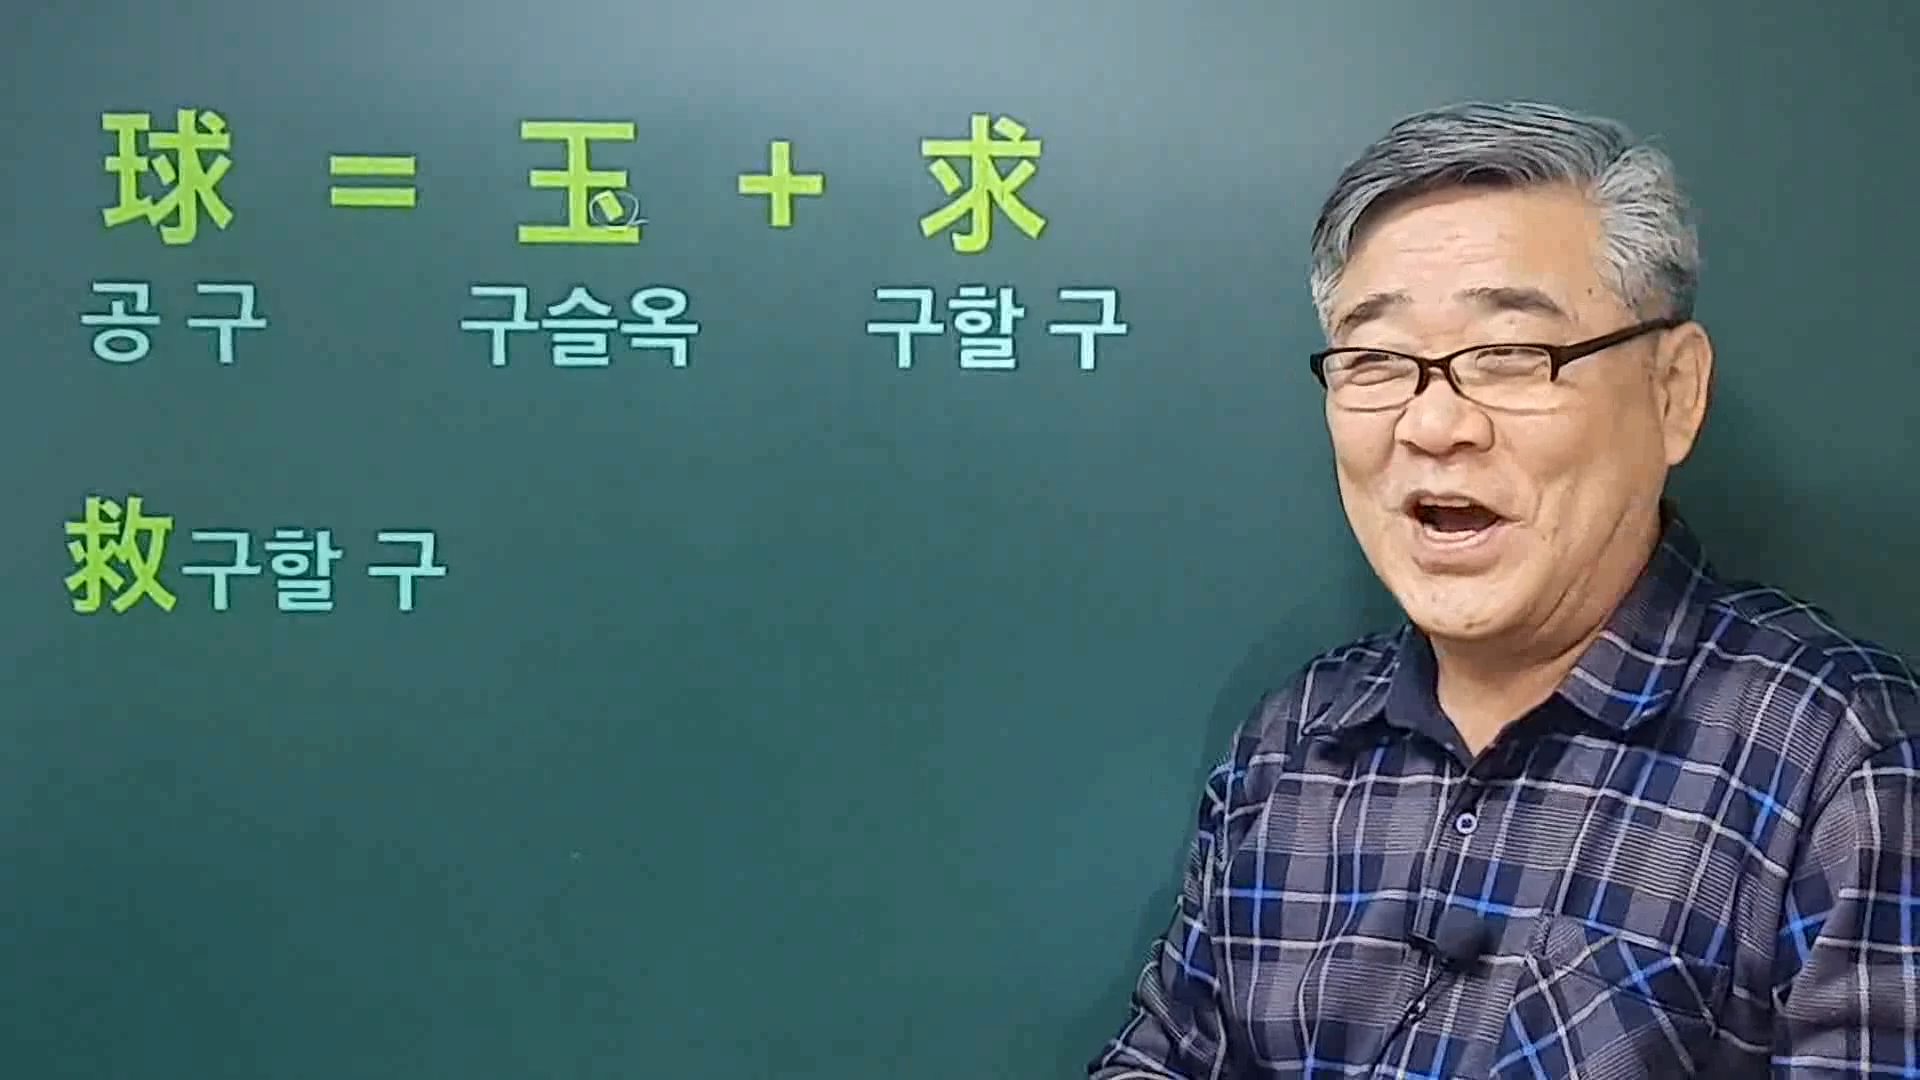 球 = 玉 + 求
공 구 구슬옥 구할 구
救구할 구